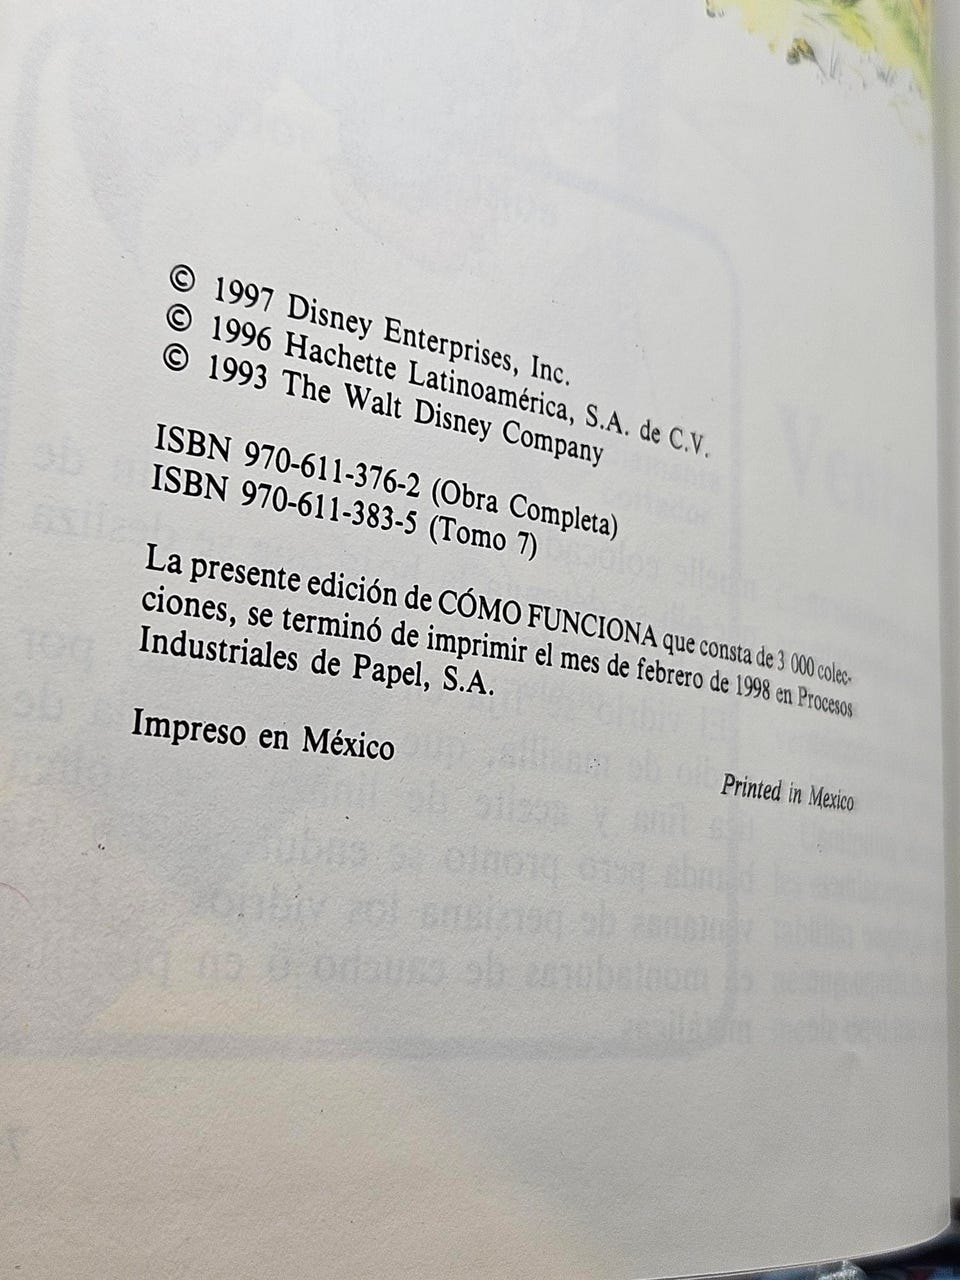 © 1997 Disney Enterprises, Inc.
© 1996 Hachette Latinoamérica, S.A. de C.V.
© 1993 The Walt Disney Company
ISBN 970-611-376-2 (Obra Completa)
ISBN 970-611-383-5 (Tomo 7)
La presente edición de CÓMO FUNCIONA que consta de 3 000 colec-
ciones, se terminó de imprimir el mes de febrero de 1998 en Procesos
Industriales de Papel, S.A.
Impreso en México
Printed in Mexico